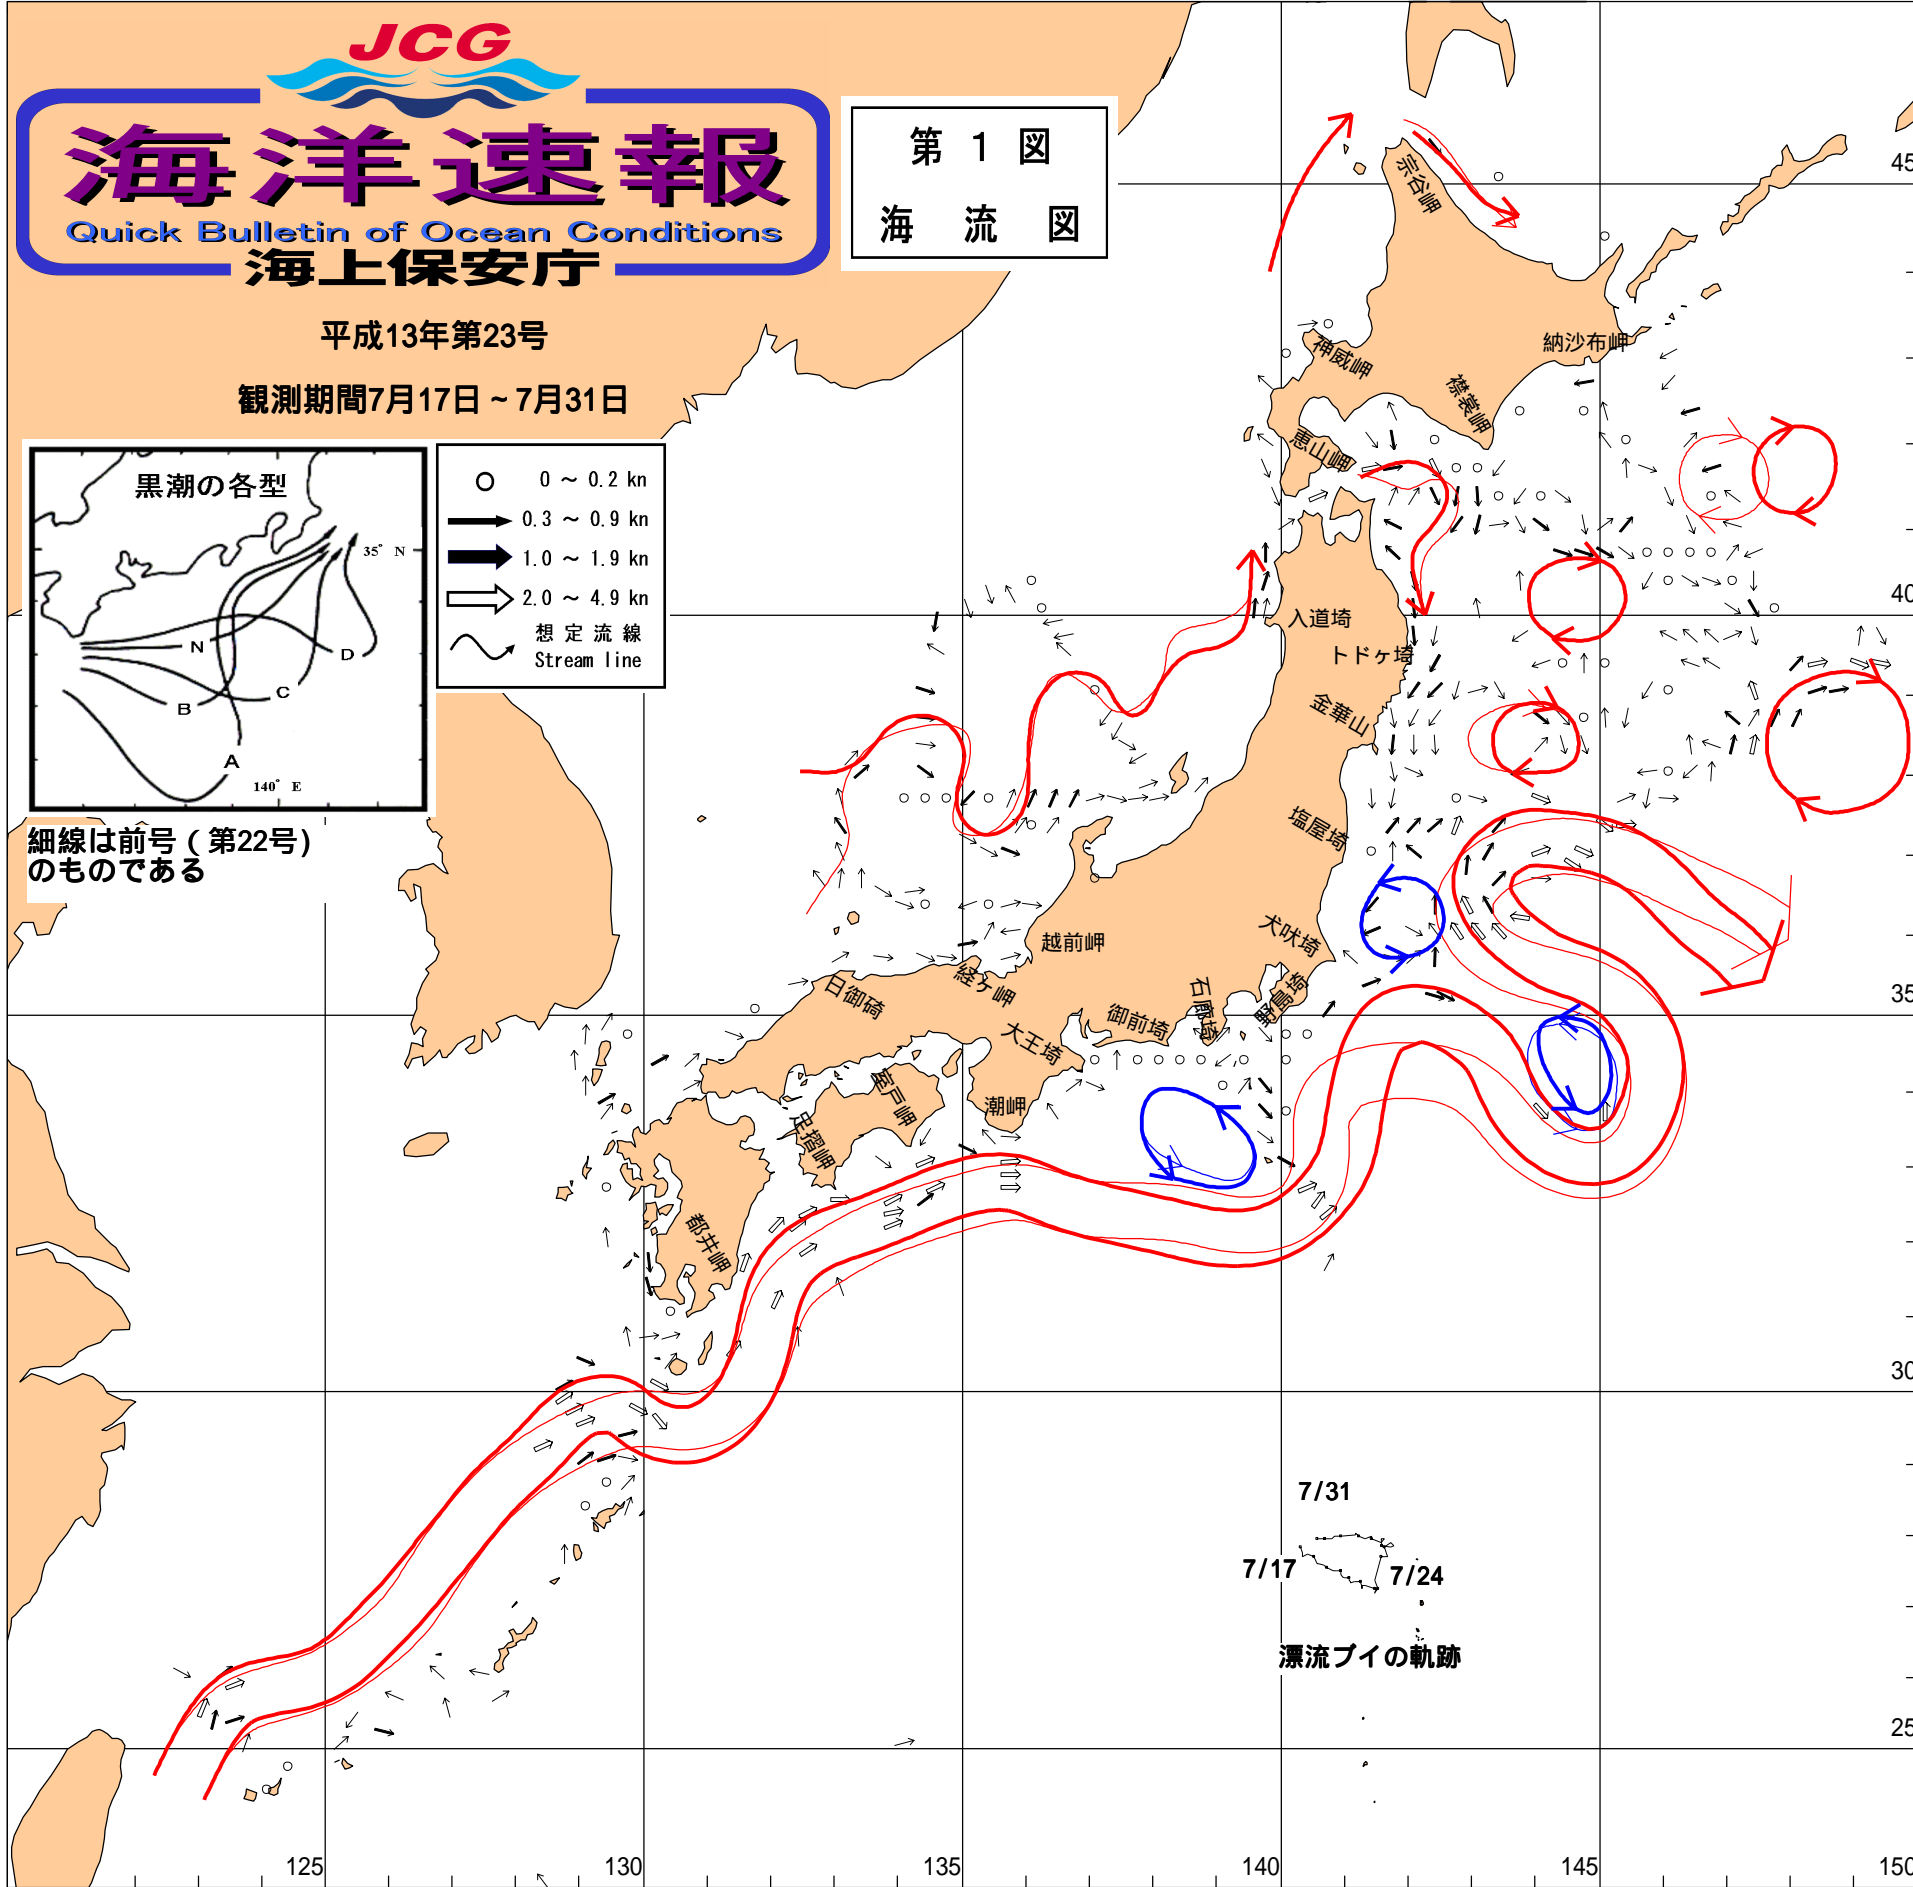 JCG
海洋速報
Quick Bulletin of Ocean Conditions
海上保安庁
平成13年第23号
観測期間7月17日～7月31日
第 1 図
海 流 図
黒潮の各型
35° N
N
D
C
B
A
140° E
0 ～ 0.2 kn
0.3 ～ 0.9 kn
1.0 ～ 1.9 kn
2.0 ～ 4.9 kn
想定流線
Stream line
細線は前号(第22号)
のものである
宗谷岬
神威岬
納沙布岬
襟裳岬
恵山岬
入道埼
トドヶ埼
金華山
塩屋埼
犬吠埼
越前岬
経ヶ岬
日御碕
石廊埼
野島埼
御前埼
大王埼
室戸岬
潮岬
足摺岬
都井岬
7/31
7/17
7/24
漂流ブイの軌跡
45
40
35
30
25
125
130
135
140
145
150